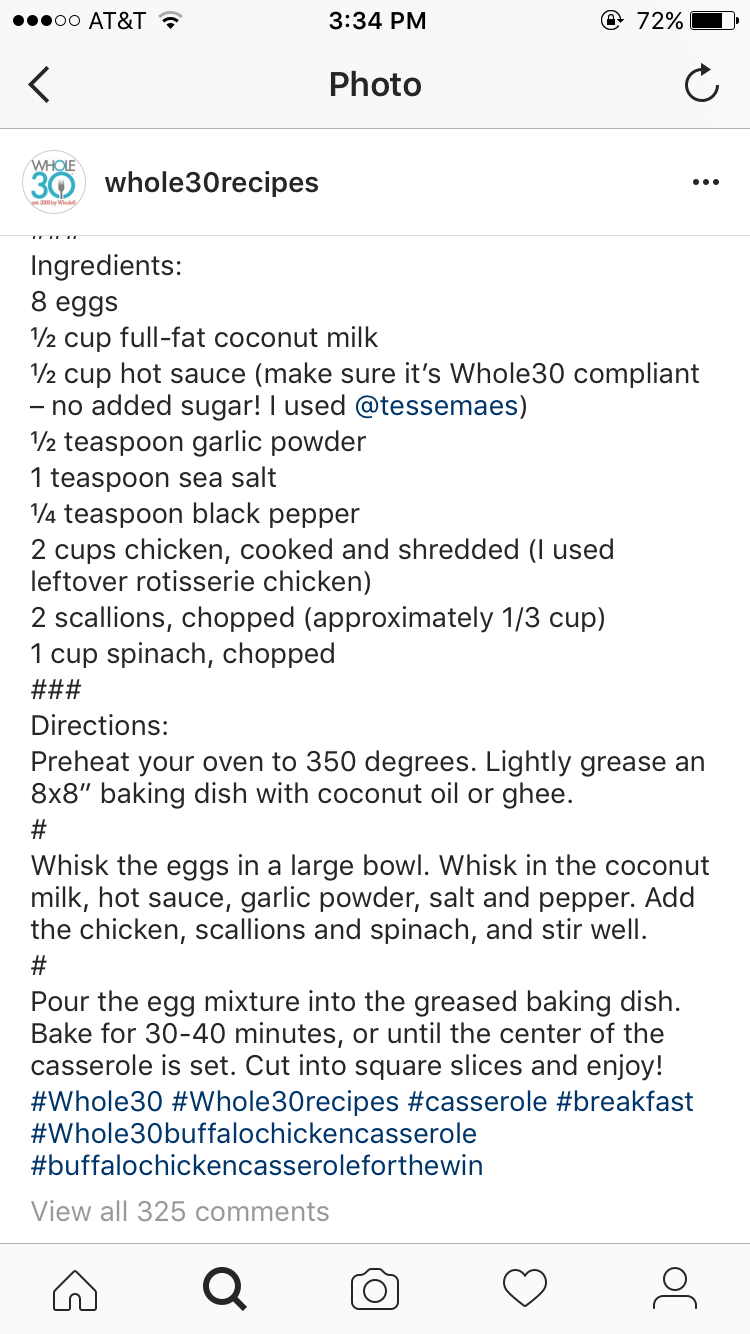 AT&T
3:34 PM
72%
Photo
WHOLE
30
whole30recipes
Ingredients:
8 eggs
½ cup full-fat coconut milk
½ cup hot sauce (make sure it’s Whole30 compliant
– no added sugar! I used @tessemaes)
½ teaspoon garlic powder
1 teaspoon sea salt
¼ teaspoon black pepper
2 cups chicken, cooked and shredded (I used
leftover rotisserie chicken)
2 scallions, chopped (approximately 1/3 cup)
1 cup spinach, chopped
###
Directions:
Preheat your oven to 350 degrees. Lightly grease an
8x8” baking dish with coconut oil or ghee.
#
Whisk the eggs in a large bowl. Whisk in the coconut
milk, hot sauce, garlic powder, salt and pepper. Add
the chicken, scallions and spinach, and stir well.
#
Pour the egg mixture into the greased baking dish.
Bake for 30-40 minutes, or until the center of the
casserole is set. Cut into square slices and enjoy!
#Whole30 #Whole30recipes #casserole #breakfast
#Whole30buffalochickencasserole
#buffalochickencasseroleforthewin
View all 325 comments